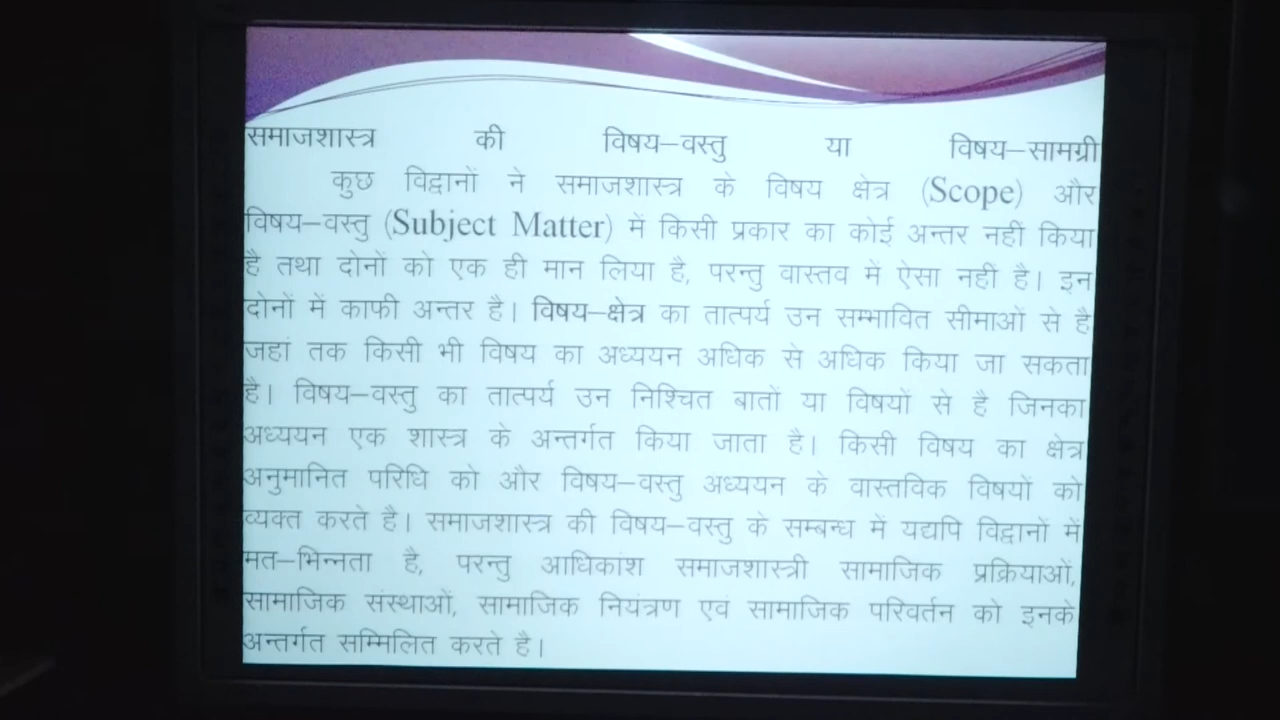 समाजशास्त्र की विषय–वस्तु या विषय–सामग्री
कुछ विद्वानों ने समाजशास्त्र के विषय क्षेत्र (Scope) और
विषय–वस्तु (Subject Matter) में किसी प्रकार का कोई अन्तर नहीं किया
है तथा दोनों को एक ही मान लिया है, परन्तु वास्तव में ऐसा नही है। इन
दोनों में काफी अन्तर है। विषय–क्षेत्र का तात्पर्य उन सम्भावित सीमाओं से है
जहां तक किसी भी विषय का अध्ययन अधिक से अधिक किया जा सकता
है। विषय–वस्तु का तात्पर्य उन निश्चित बातों या विषयों से है जिनका
अध्ययन एक शास्त्र के अन्तर्गत किया जाता है। किसी विषय का क्षेत्र
अनुमानित परिधि को और विषय–वस्तु अध्ययन के वास्तविक विषयों को
व्यक्त करते है। समाजशास्त्र की विषय–वस्तु के सम्बन्ध में यद्यपि विद्वानों में
मत–भिन्नता है, परन्तु आधिकांश समाजशास्त्री सामाजिक प्रक्रियाओं,
सामाजिक संस्थाओं, सामाजिक नियंत्रण एवं सामाजिक परिवर्तन को इनके
अन्तर्गत सम्मिलित करते है।